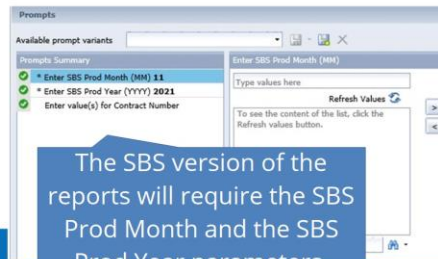 Prompts
Available prompt variants
Prompts Summary
* Enter SBS Prod Month (MM) 11
* Enter SBS Prod Year (YYYY) 2021
Enter value(s) for Contract Number
Enter SBS Prod Month (MM)
Type values here
Refresh Values
To see the content of the list, click the
Refresh values button.
>
<
The SBS version of the
reports will require the SBS
Prod Month and the SBS
Prod Year parameters